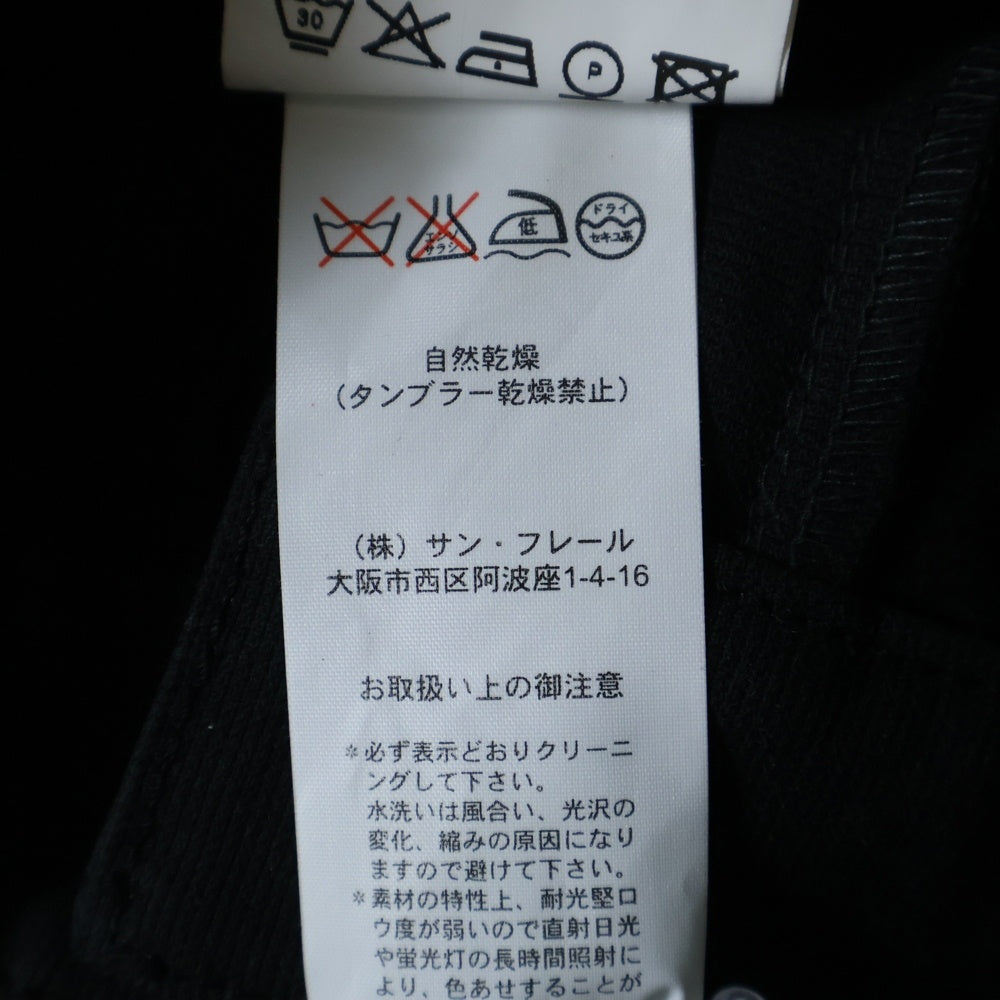 30
P
エンソ
サラシ
低
ドライ
セキユ系
自然乾燥
(タンブラー乾燥禁止)
(株)サン・フレール
大阪市西区阿波座1-4-16
お取扱い上の御注意
*必ず表示どおりクリーニ
ングして下さい。
水洗いは風合い、光沢の
変化、縮みの原因になり
ますので避けて下さい。
*素材の特性上、耐光堅ロ
ウ度が弱いので直射日光
や蛍光灯の長時間照射に
より、色あせすることが